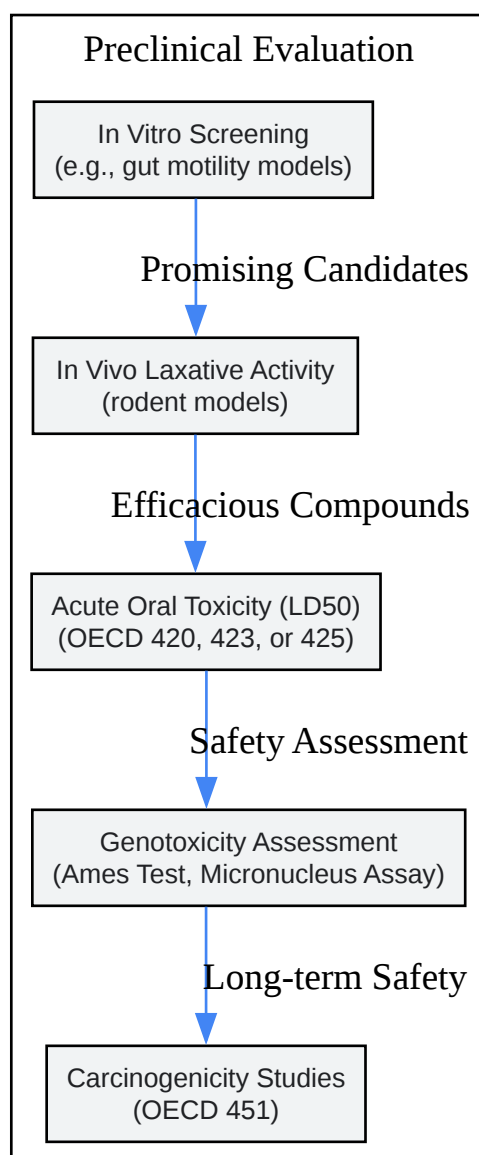 Preclinical Evaluation
In Vitro Screening
(e.g., gut motility models)
Promising Candidates
In Vivo Laxative Activity
(rodent models)
Efficacious Compounds
Acute Oral Toxicity (LD50)
(OECD 420, 423, or 425)
Safety Assessment
Genotoxicity Assessment
(Ames Test, Micronucleus Assay)
Long-term Safety
Carcinogenicity Studies
(OECD 451)